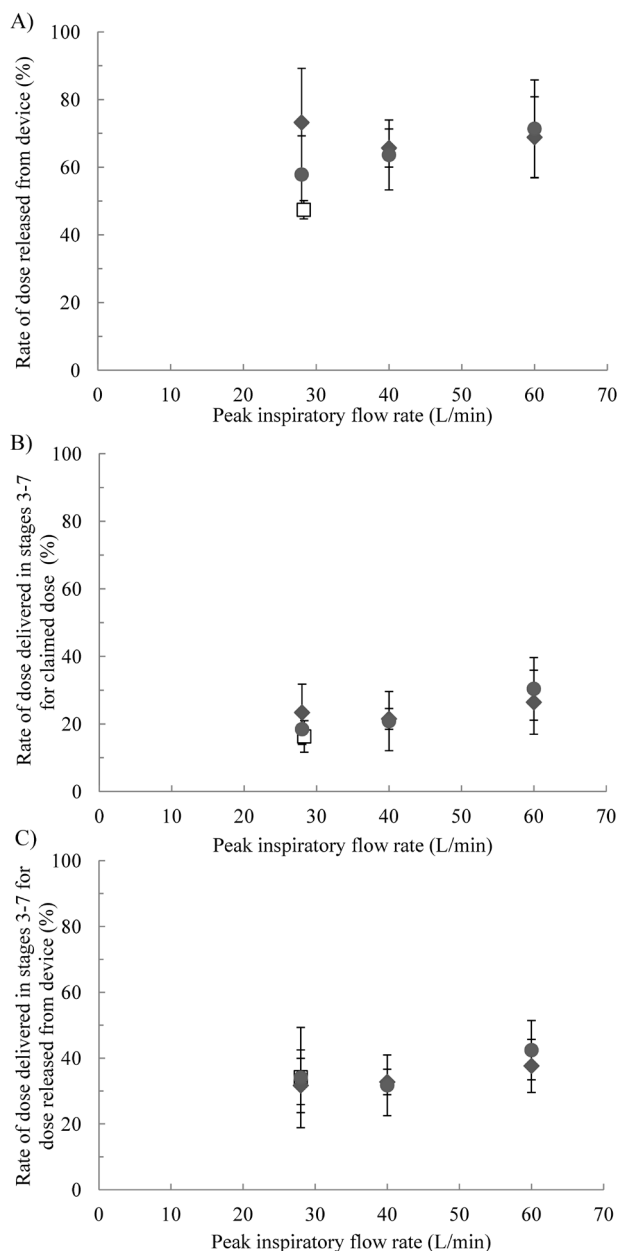 A)
Rate of dose released from device (%)
100
80
60
40
20
0
0 10 20 30 40 50 60 70
Peak inspiratory flow rate (L/min)
B)
Rate of dose delivered in stages 3-7
for claimed dose (%)
100
80
60
40
20
0
0 10 20 30 40 50 60 70
Peak inspiratory flow rate (L/min)
C)
Rate of dose delivered in stages 3-7 for
dose released from device (%)
100
80
60
40
20
0
0 10 20 30 40 50 60 70
Peak inspiratory flow rate (L/min)